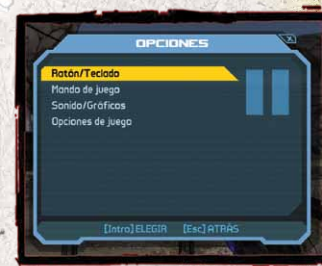 OPCIONES
X
Ratón/Teclado
Mando de juego
Sonido/Gráficos
Opciones de juego
[Intro] ELEGIR [Esc] ATRÁS